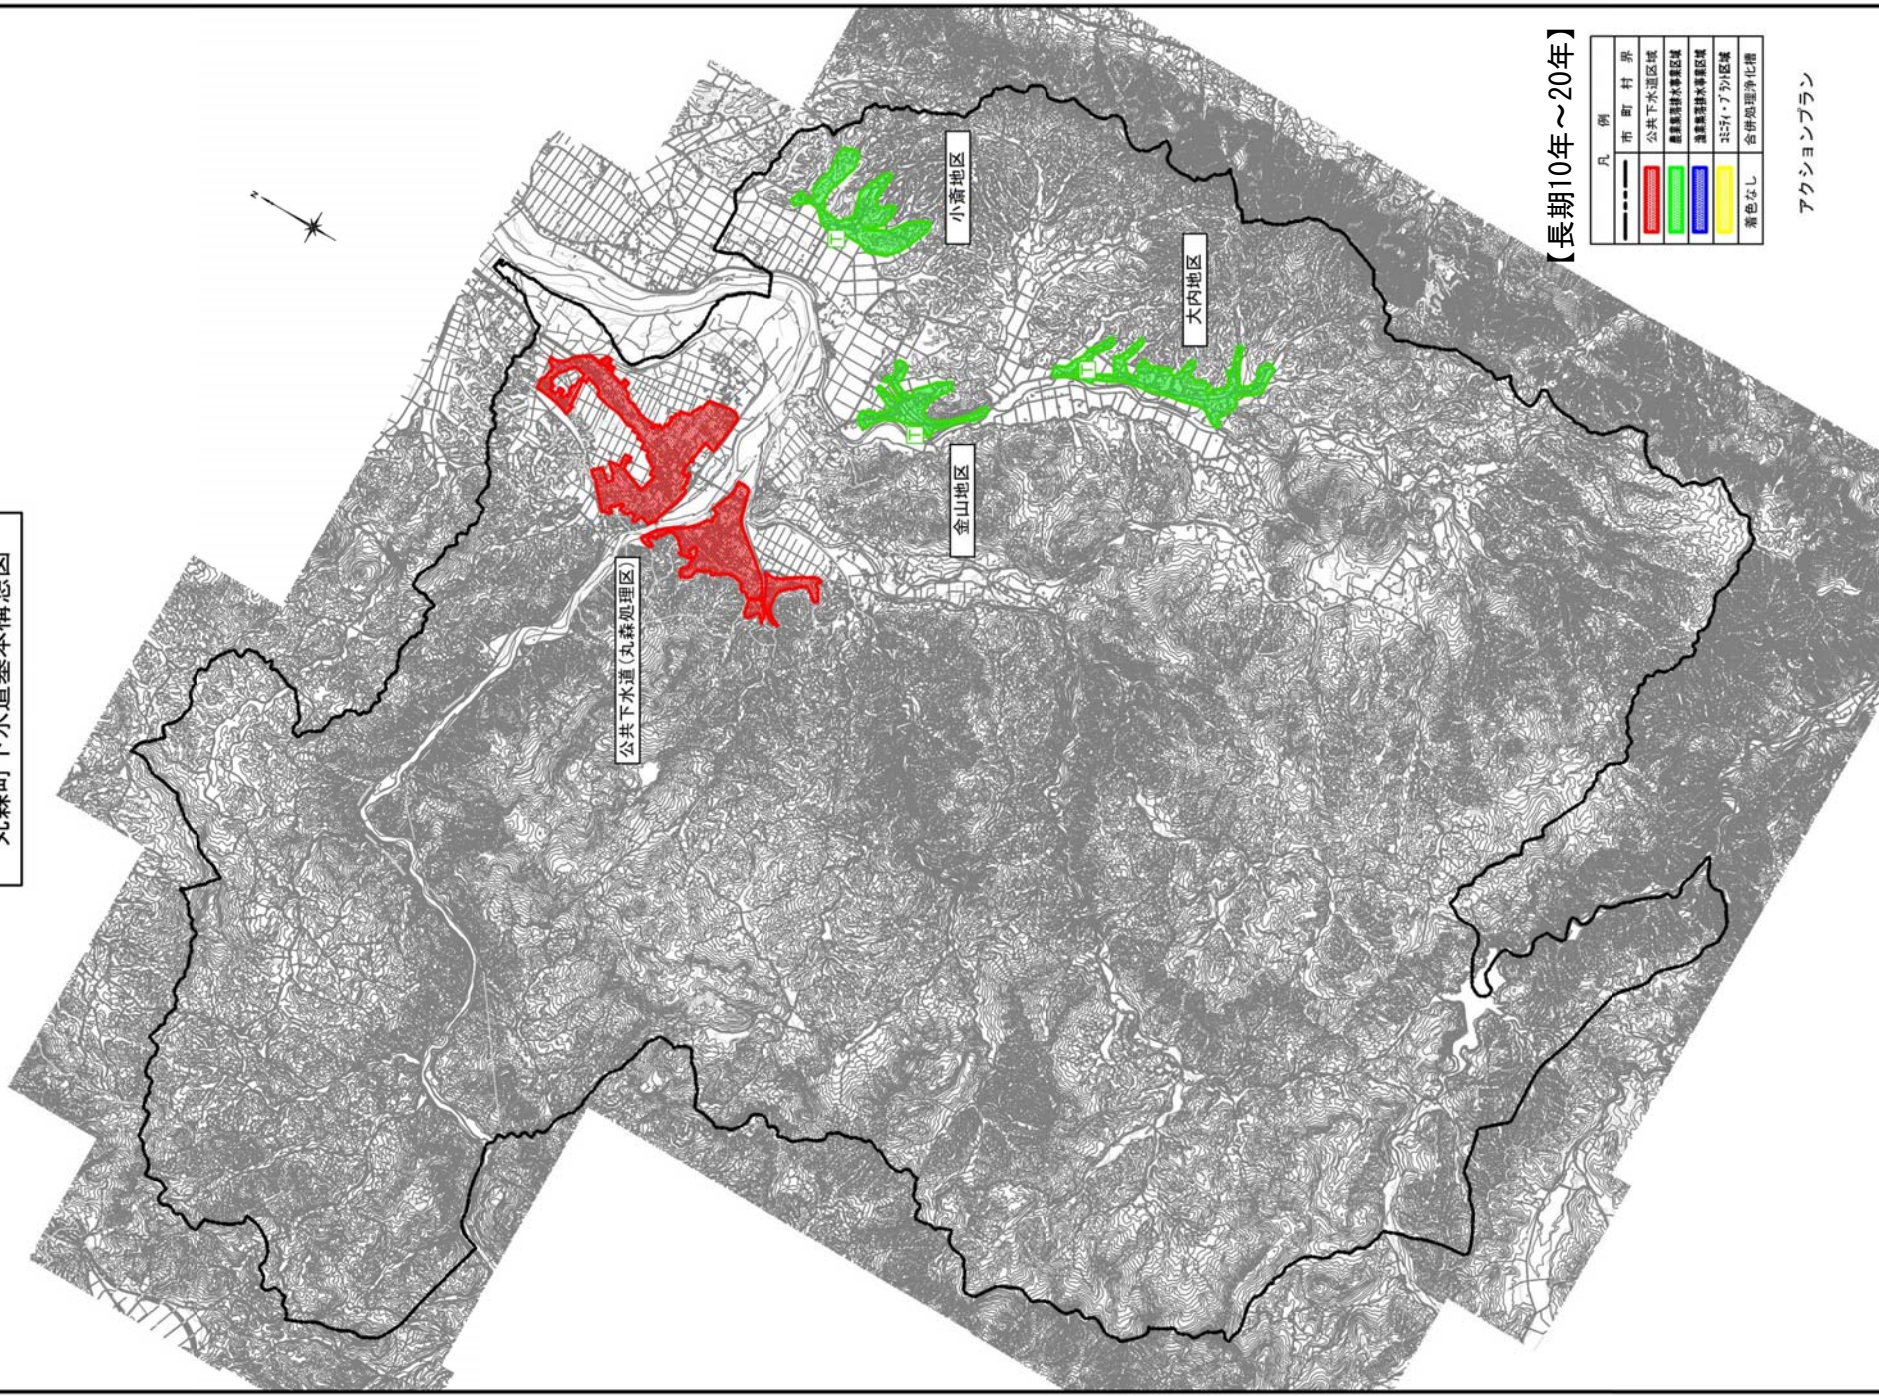 丸森町下水道基本構想図
N
小斎地区
大内地区
金山地区
公共下水道(丸森処理区)
T
T
T
【長期10年～20年】
凡　例
市 町 村 界
公共下水道区域
農業集落排水事業区域
漁業集落排水事業区域
ｺﾐﾆﾃｨ・ﾌﾟﾗﾝﾄ区域
着色なし 合併処理浄化槽
アクションプラン